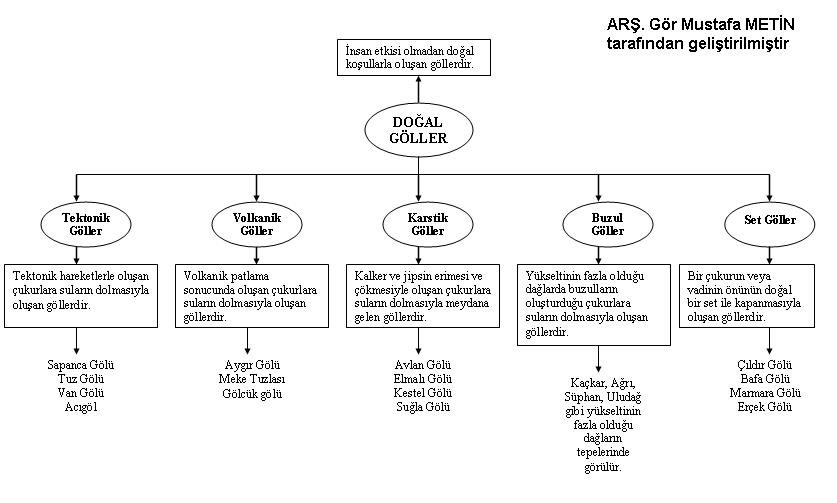 ARŞ. Gör Mustafa METİN
tarafından geliştirilmiştir
İnsan etkisi olmadan doğal
koşullarla oluşan göllerdir.
DOĞAL
GÖLLER
Tektonik
Göller
Tektonik hareketlerle oluşan
çukurlara suların dolmasıyla
oluşan göllerdir.
Sapanca Gölü
Tuz Gölü
Van Gölü
Acıgöl
Volkanik
Göller
Volkanik patlama
sonucunda oluşan çukurlara
suların dolmasıyla oluşan
göllerdir.
Aygır Gölü
Meke Tuzlası
Gölcük gölü
Karstik
Göller
Kalker ve jipsin erimesi ve
çökmesiyle oluşan çukurlara
suların dolmasıyla meydana
gelen göllerdir.
Avlan Gölü
Elmalı Gölü
Kestel Gölü
Suğla Gölü
Buzul
Göller
Yükseltinin fazla olduğu
dağlarda buzulların
oluşturduğu çukurlara
suların dolmasıyla oluşan
göllerdir.
Kaçkar, Ağrı,
Süphan, Uludağ
gibi yükseltinin
fazla olduğu
dağların
tepelerinde
görülür.
Set Göller
Bir çukurun veya
vadinin önünün doğal
bir set ile kapanmasıyla
oluşan göllerdir.
Çıldır Gölü
Bafa Gölü
Marmara Gölü
Erçek Gölü